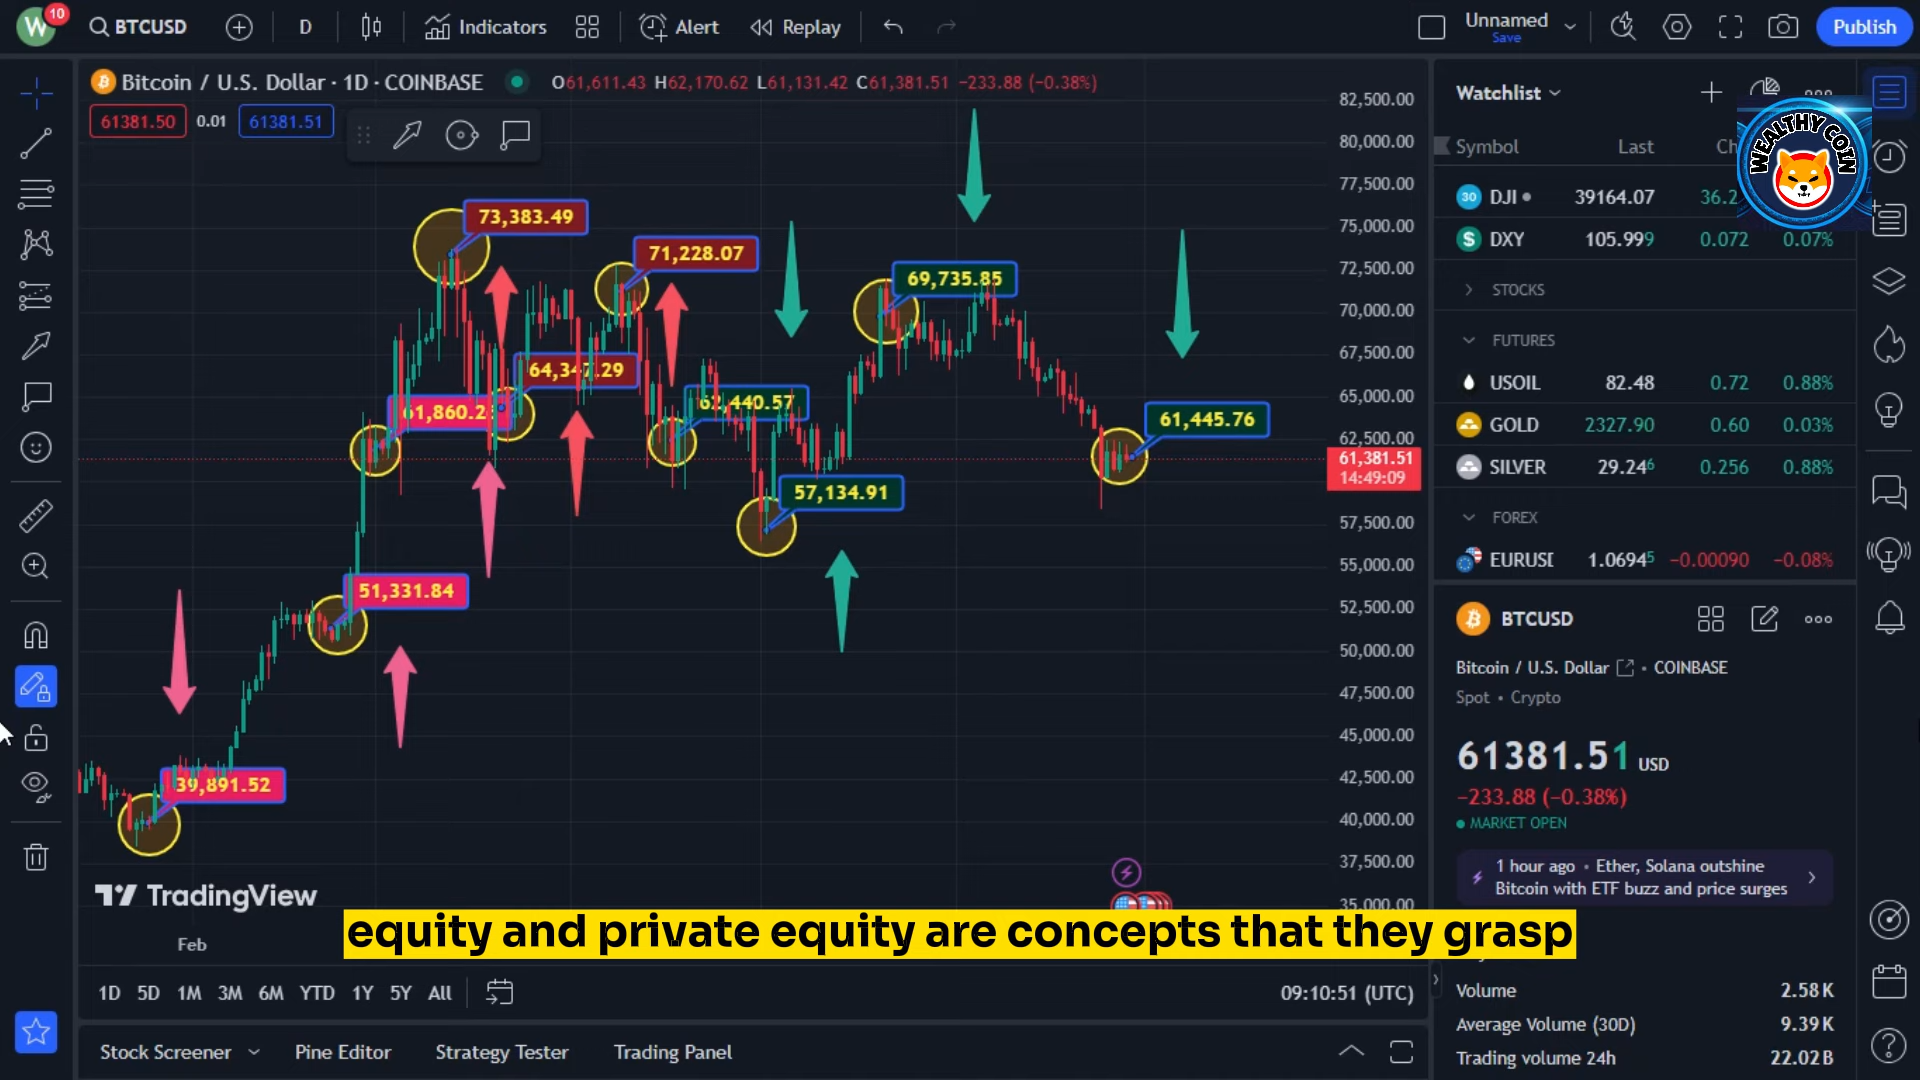 W 10 BTCUSD D Indicators Alert Replay Unnamed Save Publish
Bitcoin / U.S. Dollar · 1D · COINBASE O61,611.43 H62,170.62 L61,131.42 C61,381.51 −233.88 (−0.38%)
61381.50 0.01 61381.51
82,500.00
80,000.00
77,500.00
75,000.00
72,500.00
70,000.00
67,500.00
65,000.00
62,500.00
61,381.51
14:49:09
57,500.00
55,000.00
52,500.00
50,000.00
47,500.00
45,000.00
42,500.00
40,000.00
37,500.00
35,000.00
73,383.49
71,228.07
69,735.85
64,347.29
61,860.2
62,440.57
61,445.76
57,134.91
51,331.84
39,891.52
TradingView
Feb
equity and private equity are concepts that they grasp
1D 5D 1M 3M 6M YTD 1Y 5Y All 09:10:51 (UTC)
Stock Screener Pine Editor Strategy Tester Trading Panel
Watchlist
WEALTHY COIN
Symbol Last Ch
30 DJI 39164.07 36.2
$ DXY 105.999 0.072 0.07%
STOCKS
FUTURES
USOIL 82.48 0.72 0.88%
GOLD 2327.90 0.60 0.03%
SILVER 29.246 0.256 0.88%
FOREX
EURUSD 1.06945 −0.00090 −0.08%
BTCUSD
Bitcoin / U.S. Dollar · COINBASE
Spot • Crypto
61381.51 USD
−233.88 (−0.38%)
MARKET OPEN
1 hour ago • Ether, Solana outshine
Bitcoin with ETF buzz and price surges
Volume 2.58K
Average Volume (30D) 9.39K
Trading volume 24h 22.02B